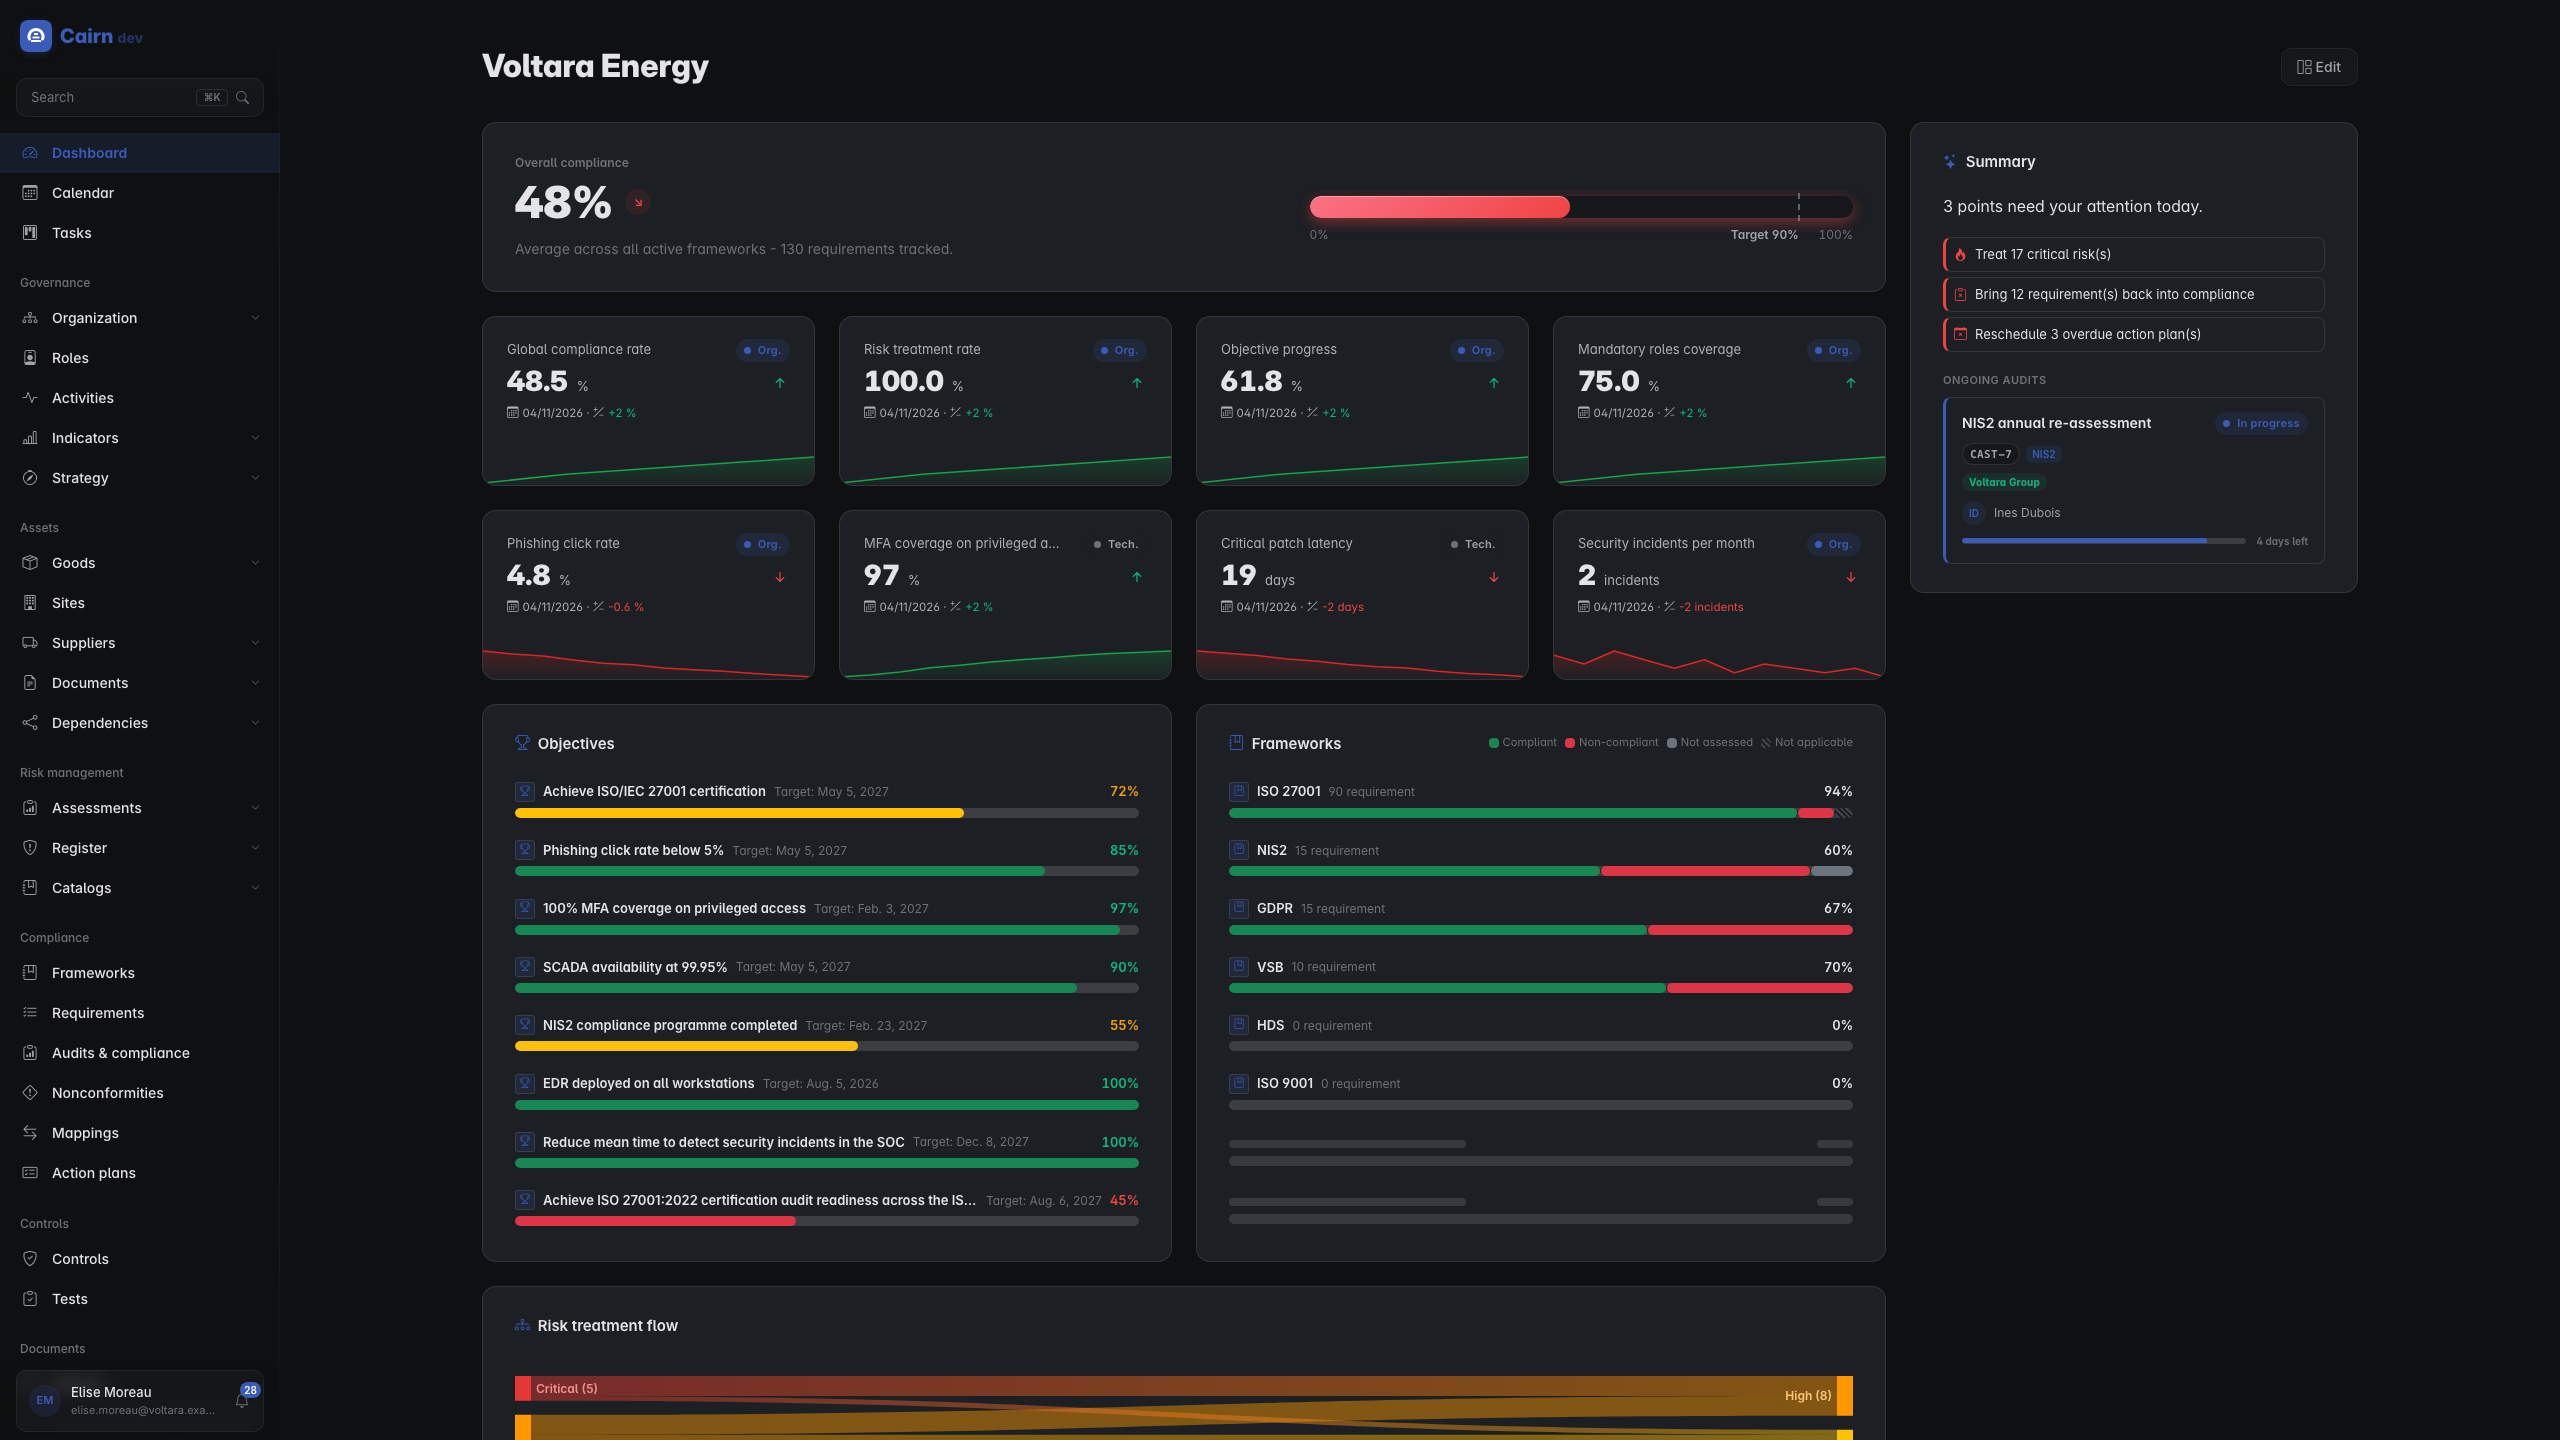 Cairn dev
Search ⌘K
Dashboard
Calendar
Tasks
Governance
Organization
Roles
Activities
Indicators
Strategy
Assets
Goods
Sites
Suppliers
Documents
Dependencies
Risk management
Assessments
Register
Catalogs
Compliance
Frameworks
Requirements
Audits & compliance
Nonconformities
Mappings
Action plans
Controls
Controls
Tests
Documents
EM
Elise Moreau
elise.moreau@voltara.exa...
28
Voltara Energy
Edit
Overall compliance
48%
Average across all active frameworks - 130 requirements tracked.
0% Target 90% 100%
Global compliance rate Org.
48.5 %
04/11/2026 · +2 %
Risk treatment rate Org.
100.0 %
04/11/2026 · +2 %
Objective progress Org.
61.8 %
04/11/2026 · +2 %
Mandatory roles coverage Org.
75.0 %
04/11/2026 · +2 %
Phishing click rate Org.
4.8 %
04/11/2026 · -0.6 %
MFA coverage on privileged a... Tech.
97 %
04/11/2026 · +2 %
Critical patch latency Tech.
19 days
04/11/2026 · -2 days
Security incidents per month Org.
2 incidents
04/11/2026 · -2 incidents
Objectives
Achieve ISO/IEC 27001 certification Target: May 5, 2027 72%
Phishing click rate below 5% Target: May 5, 2027 85%
100% MFA coverage on privileged access Target: Feb. 3, 2027 97%
SCADA availability at 99.95% Target: May 5, 2027 90%
NIS2 compliance programme completed Target: Feb. 23, 2027 55%
EDR deployed on all workstations Target: Aug. 5, 2026 100%
Reduce mean time to detect security incidents in the SOC Target: Dec. 8, 2027 100%
Achieve ISO 27001:2022 certification audit readiness across the IS... Target: Aug. 6, 2027 45%
Frameworks Compliant Non-compliant Not assessed Not applicable
ISO 27001 90 requirement 94%
NIS2 15 requirement 60%
GDPR 15 requirement 67%
VSB 10 requirement 70%
HDS 0 requirement 0%
ISO 9001 0 requirement 0%
Risk treatment flow
Critical (5)
High (8)
Summary
3 points need your attention today.
Treat 17 critical risk(s)
Bring 12 requirement(s) back into compliance
Reschedule 3 overdue action plan(s)
ONGOING AUDITS
NIS2 annual re-assessment In progress
CAST-7 NIS2
Voltara Group
ID Ines Dubois
4 days left